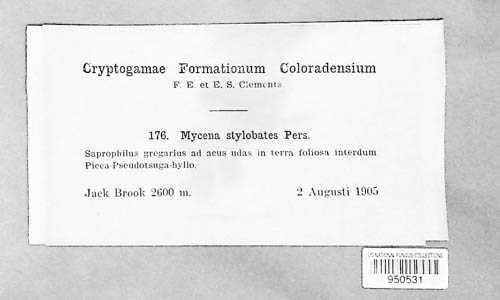 Cryptogamae Formationum Coloradensium
F. E. et E. S. Clements
176. Mycena stylobates Pers.
Saprophilus gregarius ad acus udas in terra foliosa interdum
Picea-Pseudotsuga-hylio.
Jack Brook 2600 m. 2 Augusti 1905
US NATIONAL FUNGUS COLLECTIONS
950531